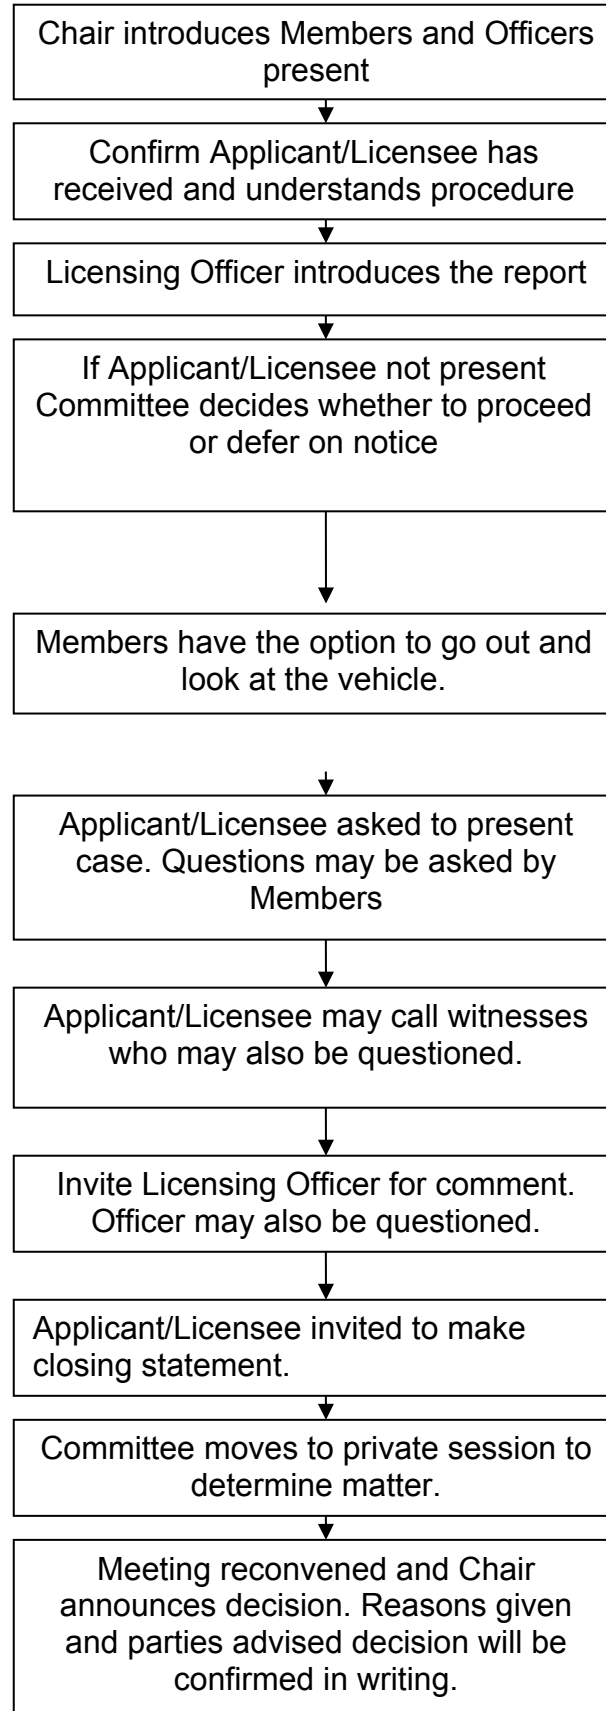 Chair introduces Members and Officers
present
Confirm Applicant/Licensee has
received and understands procedure
Licensing Officer introduces the report
If Applicant/Licensee not present
Committee decides whether to proceed
or defer on notice
Members have the option to go out and
look at the vehicle.
Applicant/Licensee asked to present
case. Questions may be asked by
Members
Applicant/Licensee may call witnesses
who may also be questioned.
Invite Licensing Officer for comment.
Officer may also be questioned.
Applicant/Licensee invited to make
closing statement.
Committee moves to private session to
determine matter.
Meeting reconvened and Chair
announces decision. Reasons given
and parties advised decision will be
confirmed in writing.